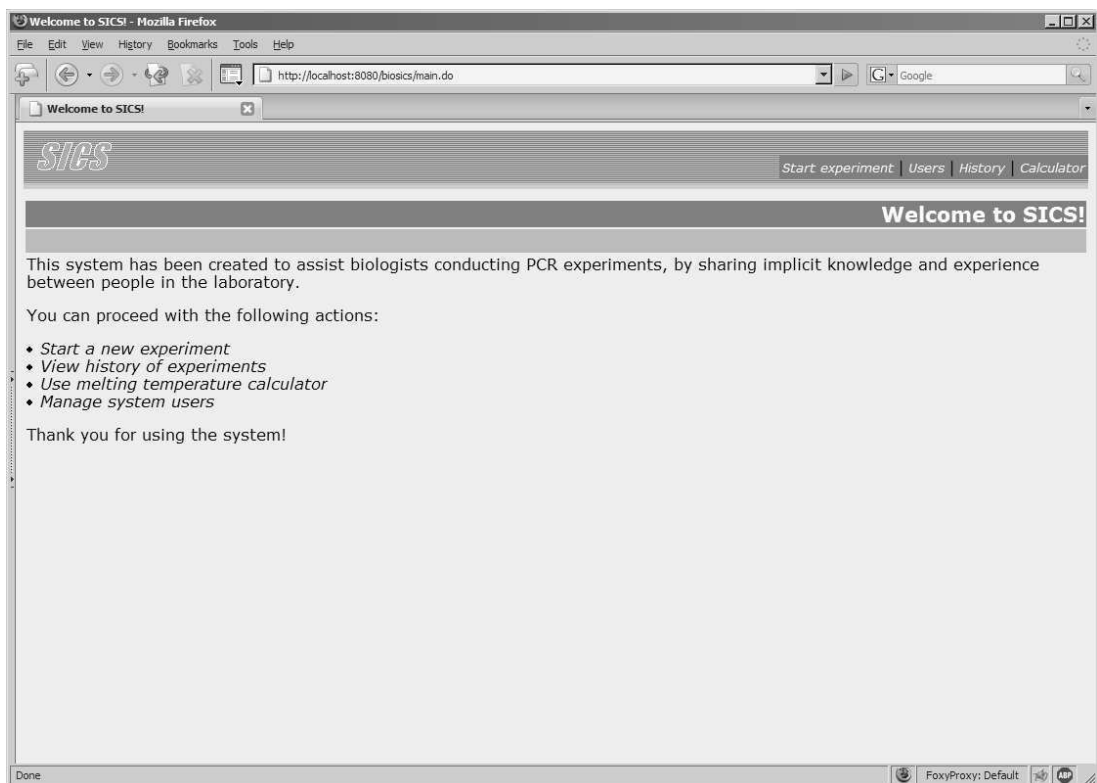 Welcome to SICS! - Mozilla Firefox
File Edit View History Bookmarks Tools Help
http://localhost:8080/biosics/main.do
G Google
Welcome to SICS!
SICS
Start experiment | Users | History | Calculator
Welcome to SICS!
This system has been created to assist biologists conducting PCR experiments, by sharing implicit knowledge and experience
between people in the laboratory.
You can proceed with the following actions:
• Start a new experiment
• View history of experiments
• Use melting temperature calculator
• Manage system users
Thank you for using the system!
Done
FoxyProxy: Default
ABP